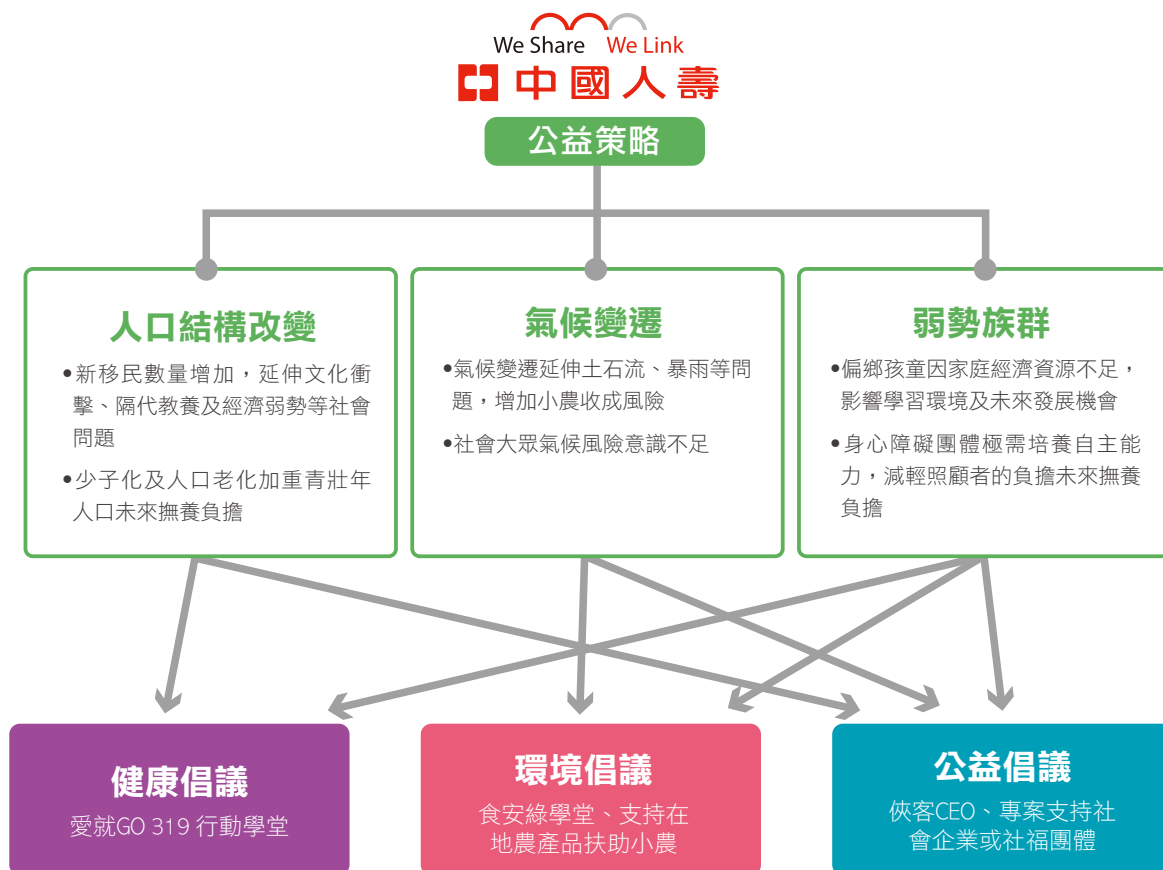 We Share We Link
中國人壽
公益策略
人口結構改變
•新移民數量增加，延伸文化衝
擊、隔代教養及經濟弱勢等社會
問題
•少子化及人口老化加重青壯年
人口未來撫養負擔
氣候變遷
•氣候變遷延伸土石流、暴雨等問
題，增加小農收成風險
•社會大眾氣候風險意識不足
弱勢族群
•偏鄉孩童因家庭經濟資源不足，
影響學習環境及未來發展機會
•身心障礙團體極需培養自主能
力，減輕照顧者的負擔未來撫養
負擔
健康倡議
愛就GO 319 行動學堂
環境倡議
食安綠學堂、支持在
地農產品扶助小農
公益倡議
俠客CEO、專案支持社
會企業或社福團體